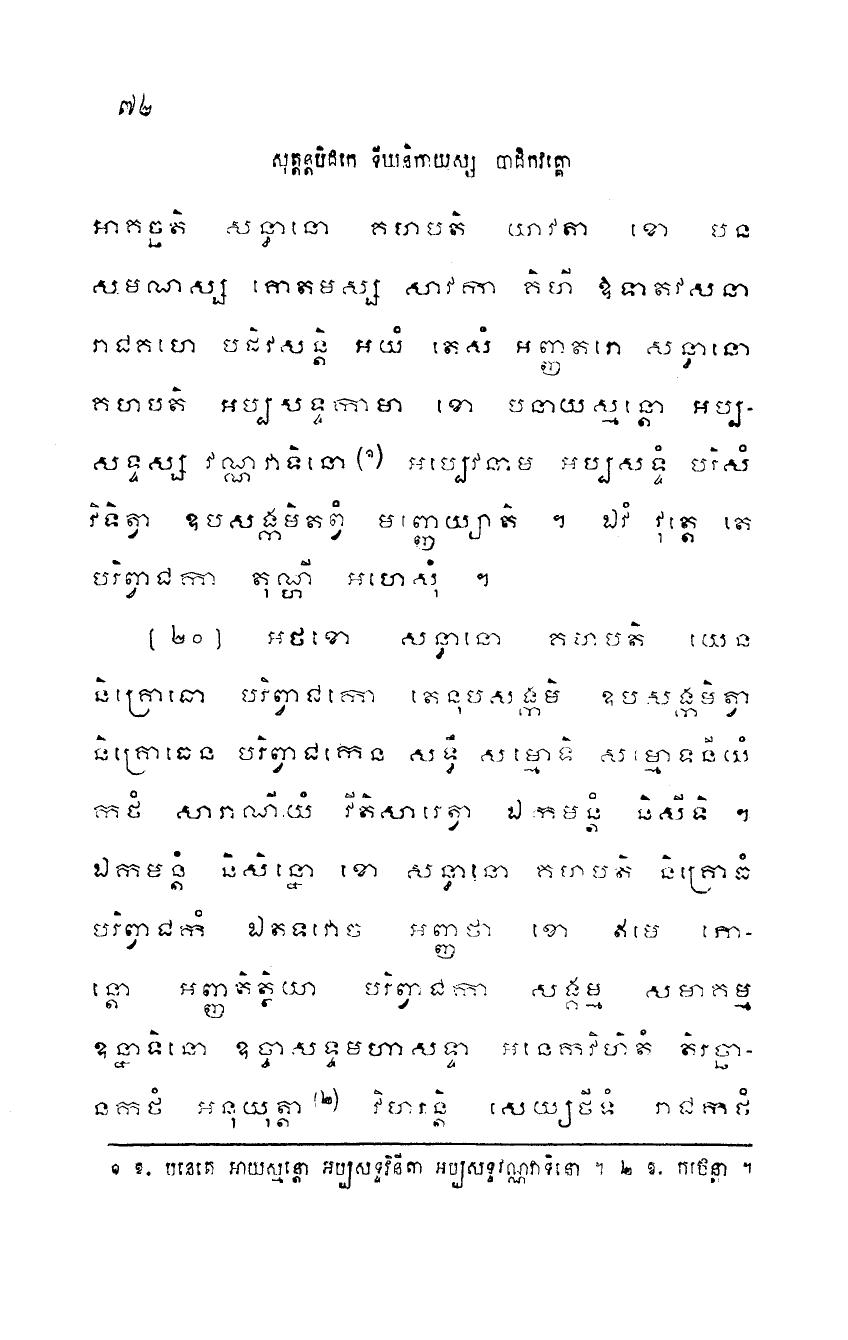 ៧២
សុត្តន្តបិដកេ ទីឃនិកាយស្ស បាដិកវគ្គោ
អាគច្ឆតិ សន្ធានោ គហបតិ យាវតា ខោ បន
សមណស្ស គោតមស្ស សាវកា គិហី ឱទាតវសនា
រាជគហេ បដិវសន្តិ អយំ តេសំ អញ្ញតរោ សន្ធានោ
គហបតិ អប្បសទ្ទកាមា ខោ បនាយស្មន្តោ អប្ប-
សទ្ទស្ស វណ្ណវាទិនោ (១) អប្បេវនាម អប្បសទ្ទំ បរិសំ
វិទិត្វា ឧបសង្កមិតព្វំ មញ្ញេយ្យាតិ ។ ឯវំ វុត្តេ តេ
បរិព្វាជកា តុណ្ហី អហេសុំ ។
[ ២០ ] អថខោ សន្ធានោ គហបតិ យេន
និគ្រោធោ បរិព្វាជកោ តេនុបសង្កមិ ឧបសង្កមិត្វា
និគ្រោធេន បរិព្វាជកេន សទ្ធឹ សម្មោទិ សម្មោទនីយំ
កថំ សារាណីយំ វីតិសារេត្វា ឯកមន្តំ និសីទិ ។
ឯកមន្តំ និសិន្នោ ខោ សន្ធានោ គហបតិ និគ្រោធំ
បរិព្វាជកំ ឯតទវោច អញ្ញថា ខោ ឥមេ ភោ-
ន្តោ អញ្ញតិត្ថិយា បរិព្វាជកា សង្គម្ម សមាគម្ម
ឧន្នាទិនោ ឧច្ចាសទ្ទមហាសទ្ទា អនេកវិហិតំ តិរច្ឆា-
នកថំ អនុយុត្តា (២) វិហរន្តិ សេយ្យថីទំ រាជកថំ
១ ឱ. បនេតេ អាយស្មន្តោ អប្បសទ្ទវិនីតា អប្បសទ្ទវណ្ណវាទិនោ ។ ២ ឱ.